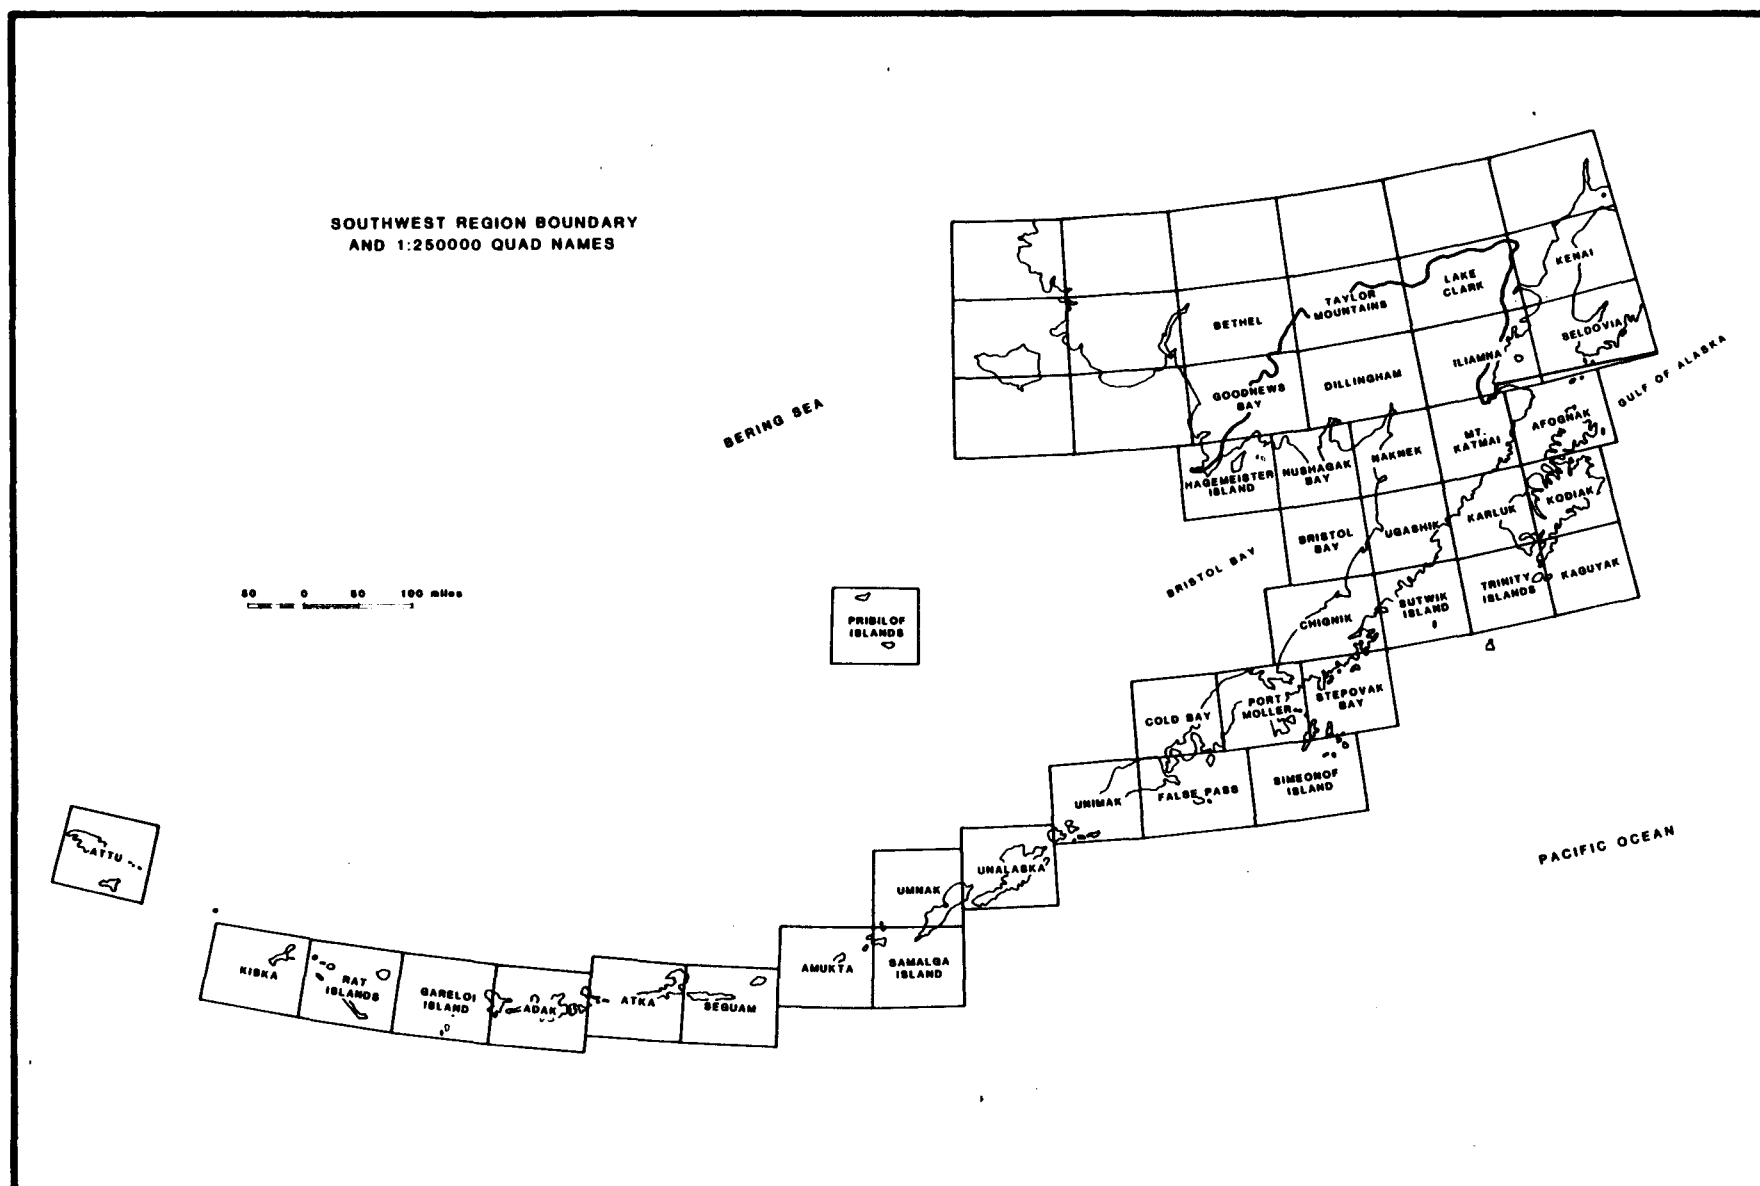 SOUTHWEST REGION BOUNDARY
AND 1:250000 QUAD NAMES
KENAI
LAKE
CLARK
TAYLOR
MOUNTAINS
BETHEL
SELDOVIA
ILIAMNA
DILLINGHAM
GOODNEWS
BAY
GULF OF ALASKA
BERING SEA
AFOGNAK
MT.
KATMAI
NAKNEK
NUSHAGAK
BAY
HAGEMEISTER
ISLAND
KODIAK
KARLUK
UGASHIK
BRISTOL
BAY
BRISTOL BAY
KAGUYAK
TRINITY
ISLANDS
SUTWIK
ISLAND
CHIGNIK
50 0 50 100 miles
PRIBILOF
ISLANDS
STEPOVAK
BAY
PORT
MOLLER
COLD BAY
SIMEONOF
ISLAND
FALSE PASS
UNIMAK
PACIFIC OCEAN
ATTU
UNALASKA
UMNAK
SAMALGA
ISLAND
AMUKTA
SEGUAM
ATKA
ADAK
GARELOI
ISLAND
RAT
ISLANDS
KISKA